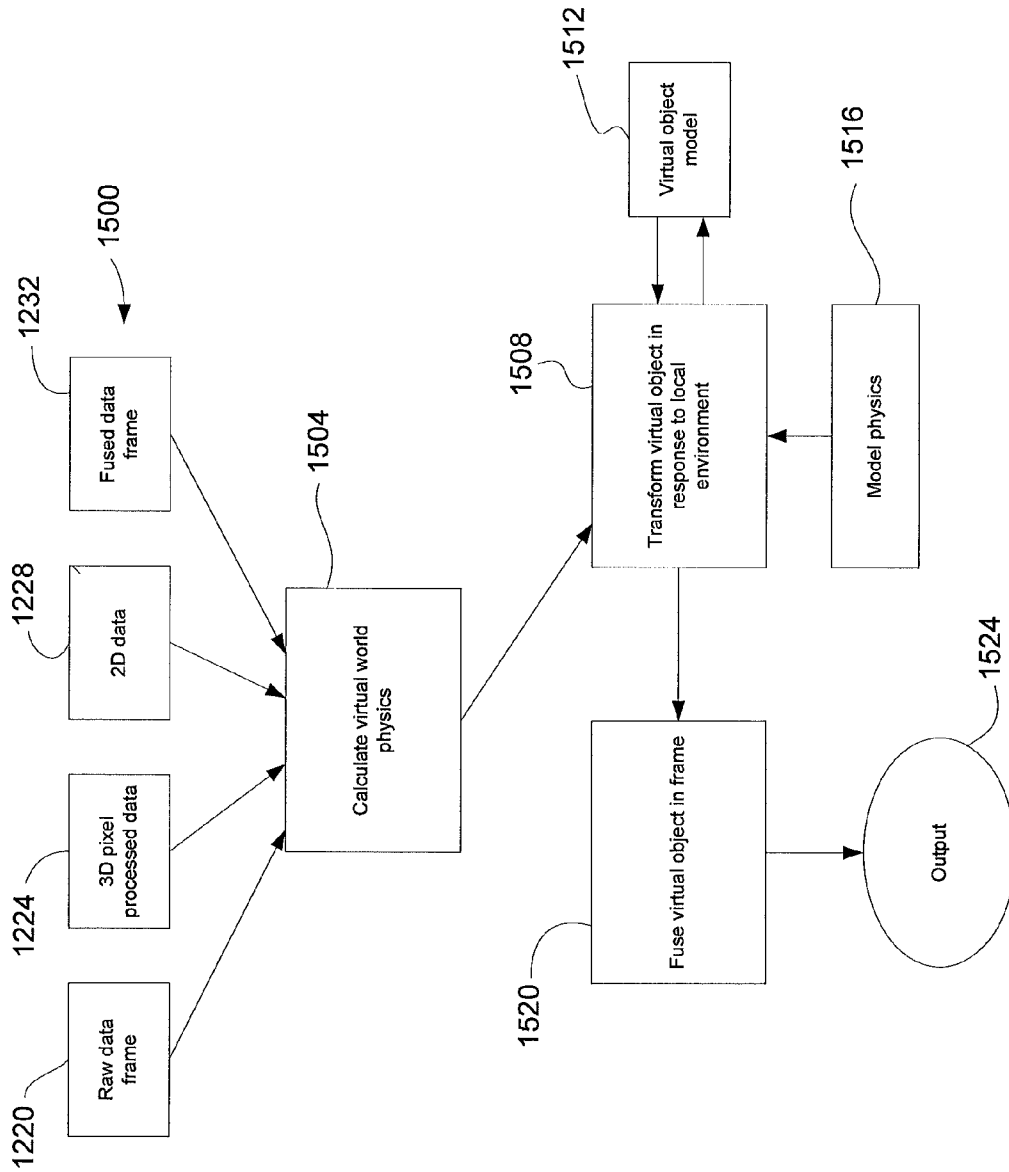 1500
1220
Raw data
frame
1224
3D pixel
processed data
1228
2D data
1232
Fused data
frame
1504
Calculate virtual world
physics
1508
Transform virtual object in
response to local
environment
1512
Virtual object
model
1516
Model physics
1520
Fuse virtual object in frame
1524
Output